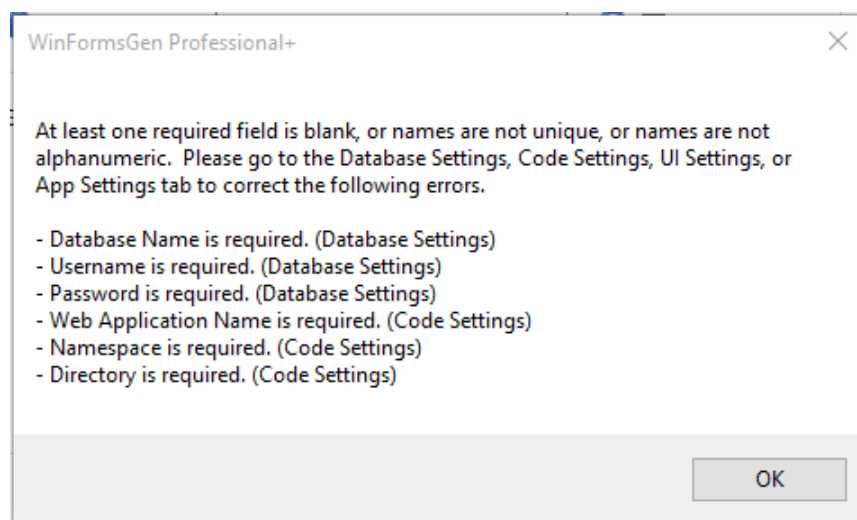 WinFormsGen Professional+
At least one required field is blank, or names are not unique, or names are not
alphanumeric.  Please go to the Database Settings, Code Settings, UI Settings, or
App Settings tab to correct the following errors.
- Database Name is required. (Database Settings)
- Username is required. (Database Settings)
- Password is required. (Database Settings)
- Web Application Name is required. (Code Settings)
- Namespace is required. (Code Settings)
- Directory is required. (Code Settings)
OK